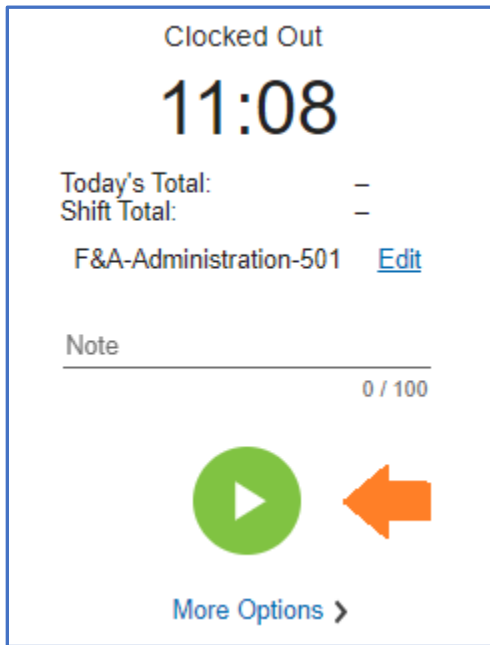 Clocked Out
11:08
Today's Total: –
Shift Total: –
F&A-Administration-501 Edit
Note
0 / 100
More Options